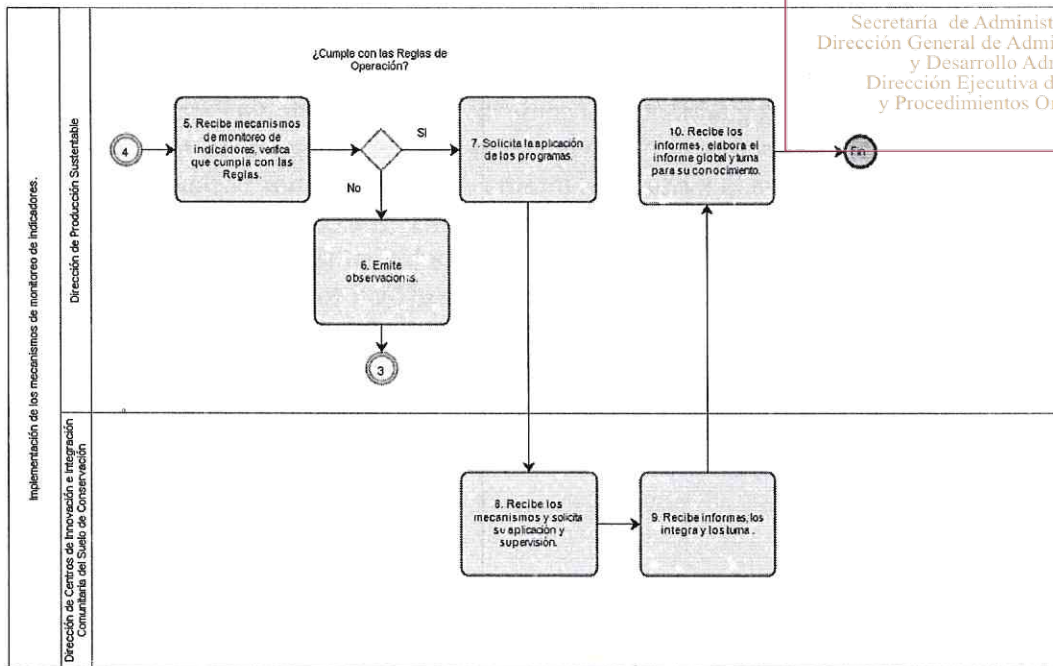 Secretaría de Administ
Dirección General de Admi
y Desarrollo Adr
Dirección Ejecutiva d
y Procedimientos Or
Implementación de los mecanismos de monitoreo de indicadores.
Dirección de Producción Sustentable
¿Cumple con las Reglas de
Operación?
4
5. Recibe mecanismos
de monitoreo de
indicadores, verifica
que cumpla con las
Reglas.
Si
No
6. Emite
observaciones.
3
7. Solicita la aplicación
de los programas.
10. Recibe los
informes, elabora el
informe global y turna
para su conocimiento.
Fin
Dirección de Centros de Innovación e Integración
Comunitaria del Suelo de Conservación
8. Recibe los
mecanismos y solicita
su aplicación y
supervisión.
9. Recibe informes, los
integra y los turna.